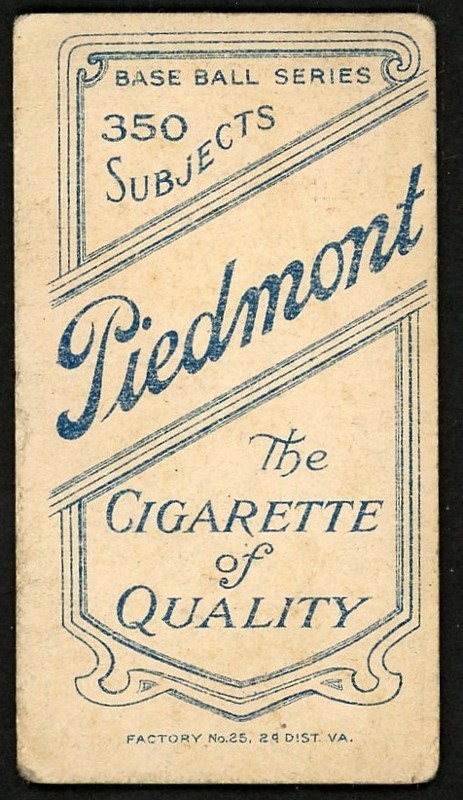 BASE BALL SERIES
350
SUBJECTS
Piedmont
The
CIGARETTE
of
QUALITY
FACTORY No. 25, 2d DIST. VA.